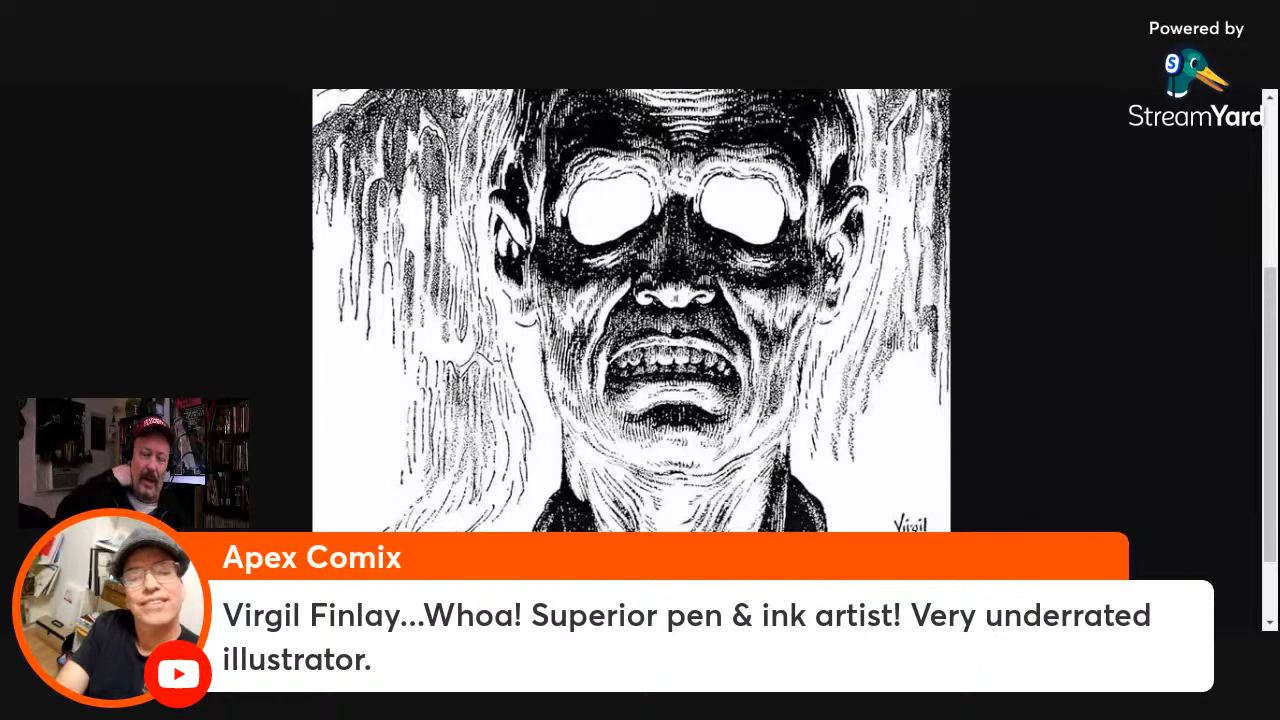 Powered by
StreamYard
Virgil
Apex Comix
Virgil Finlay...Whoa! Superior pen & ink artist! Very underrated
illustrator.